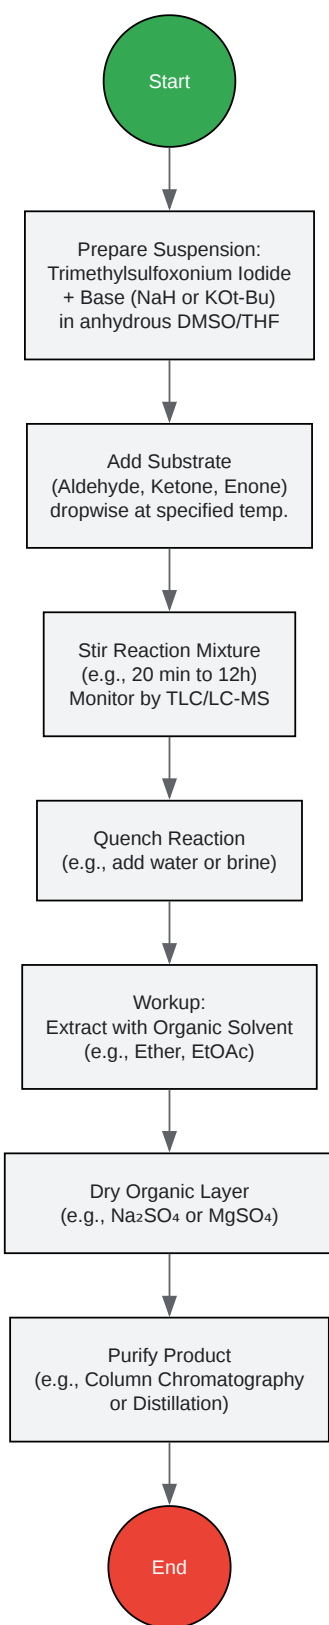 Start
Prepare Suspension:
Trimethylsulfoxonium Iodide
+ Base (NaH or KOt-Bu)
in anhydrous DMSO/THF
Add Substrate
(Aldehyde, Ketone, Enone)
dropwise at specified temp.
Stir Reaction Mixture
(e.g., 20 min to 12h)
Monitor by TLC/LC-MS
Quench Reaction
(e.g., add water or brine)
Workup:
Extract with Organic Solvent
(e.g., Ether, EtOAc)
Dry Organic Layer
(e.g., Na₂SO₄ or MgSO₄)
Purify Product
(e.g., Column Chromatography
or Distillation)
End